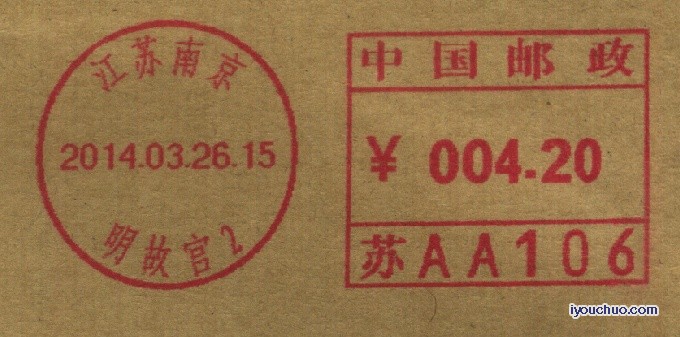 江苏南京
2014.03.26.15
明故宫2
中国邮政
¥ 004.20
苏AA106
iyouchuo.com